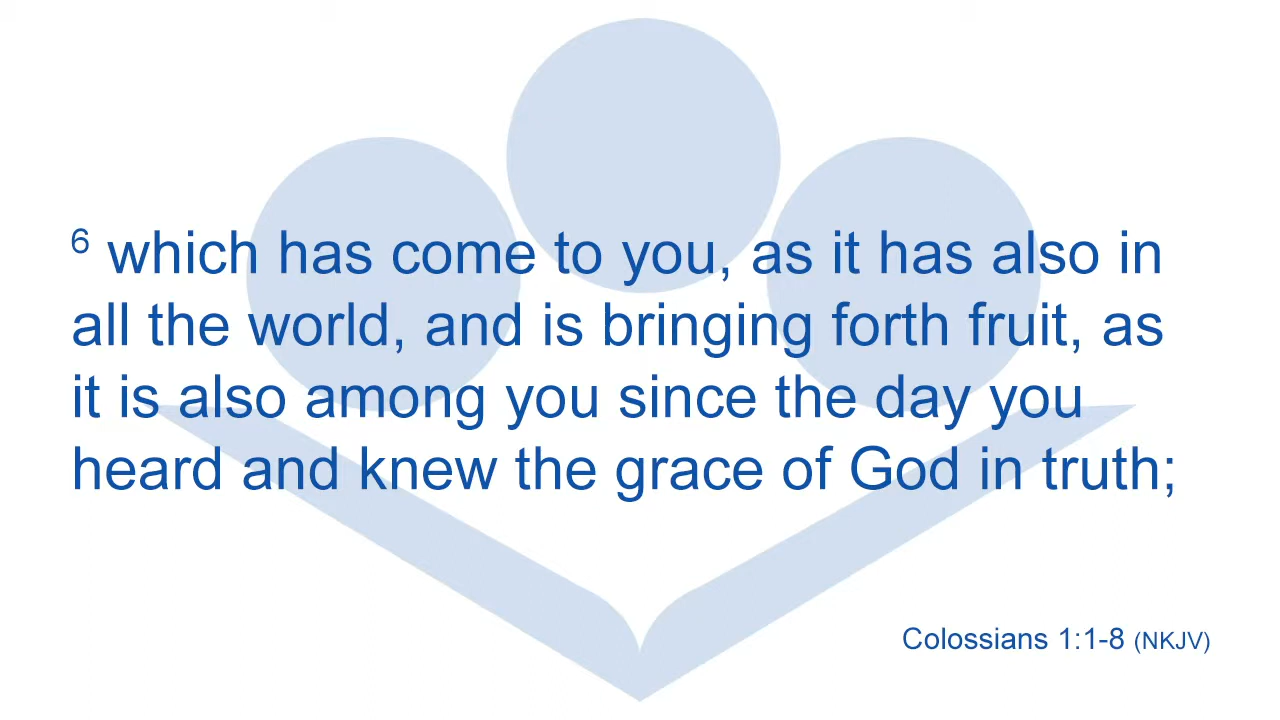 6 which has come to you, as it has also in
all the world, and is bringing forth fruit, as
it is also among you since the day you
heard and knew the grace of God in truth;
Colossians 1:1-8 (NKJV)